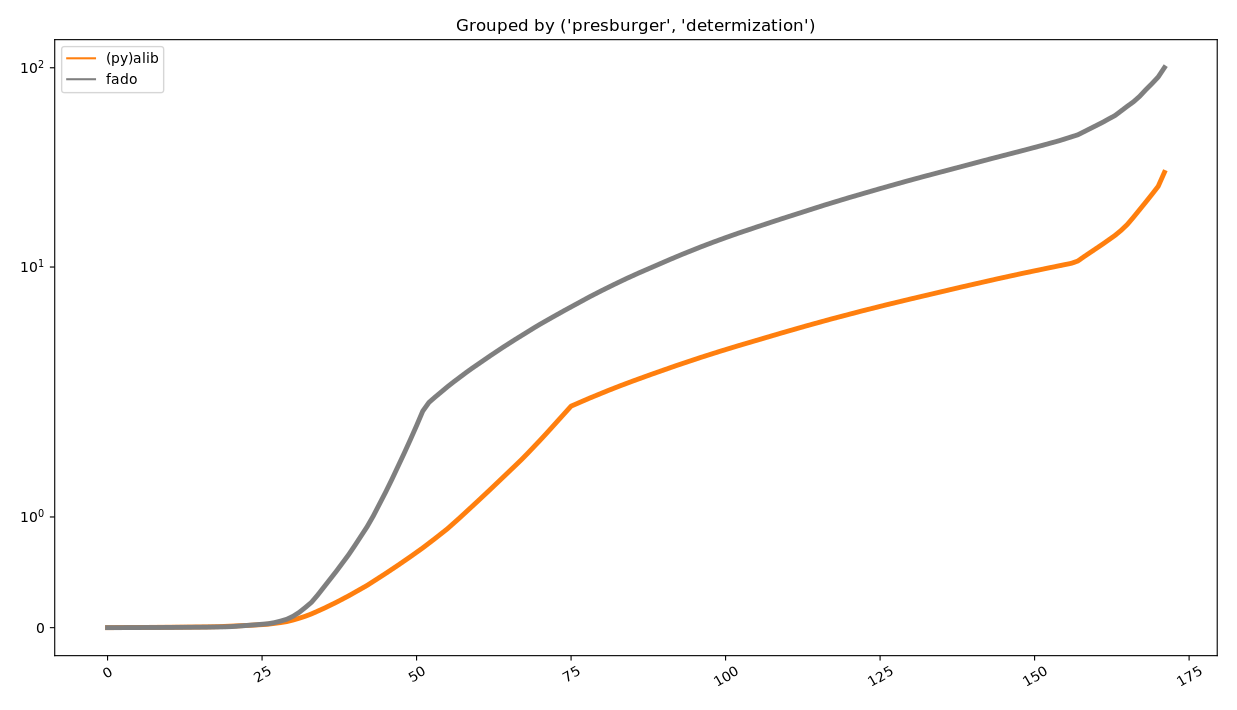 Grouped by ('presburger', 'determization')
(py)alib
fado
10²
10¹
10⁰
0
0 25 50 75 100 125 150 175